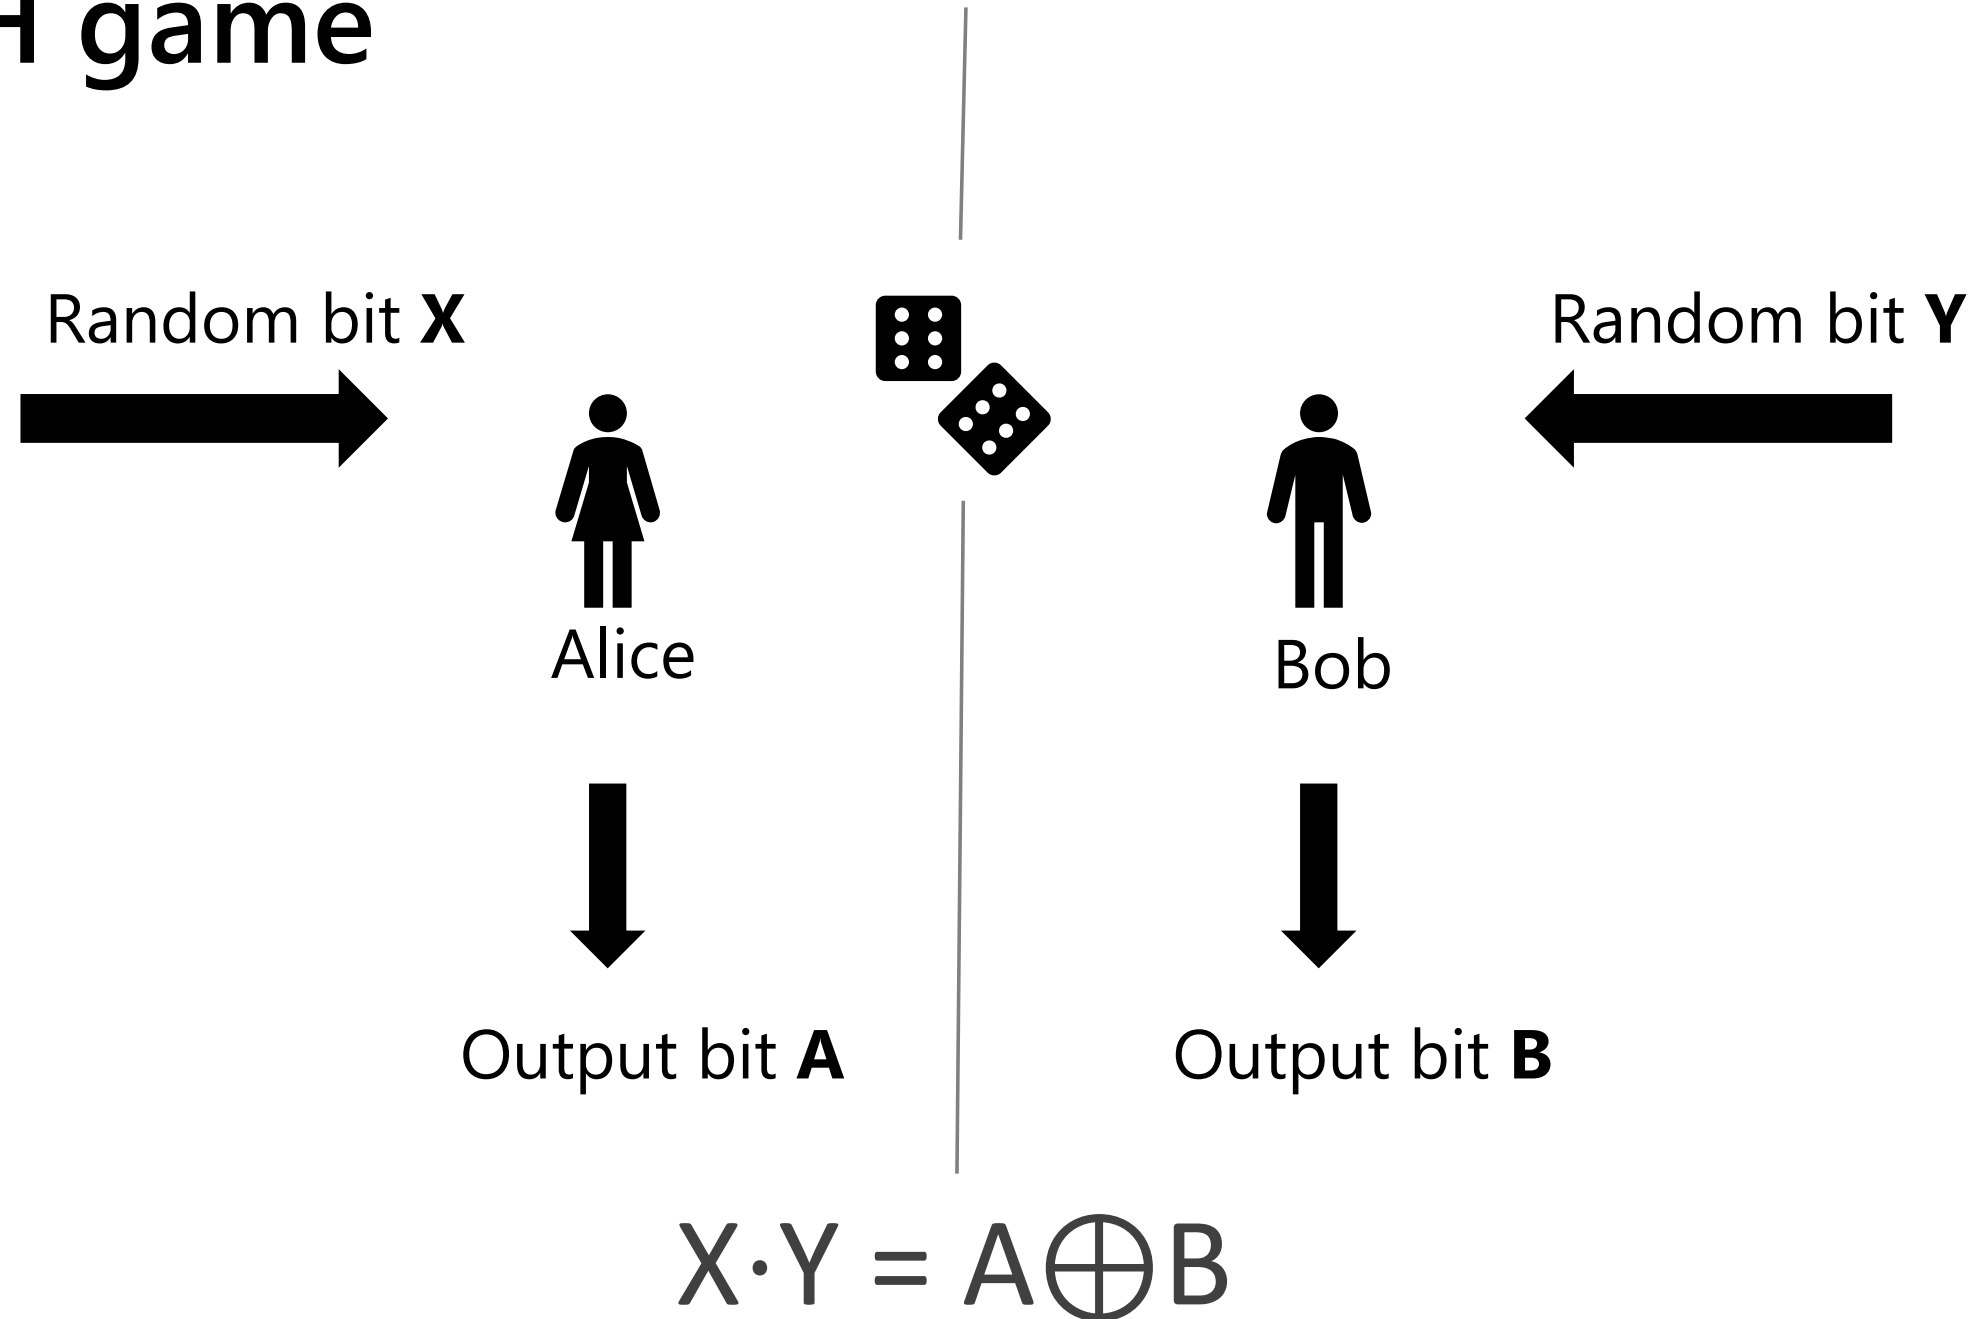 H game
Random bit X
Random bit Y
Alice
Bob
Output bit A
Output bit B
X·Y = A⊕B